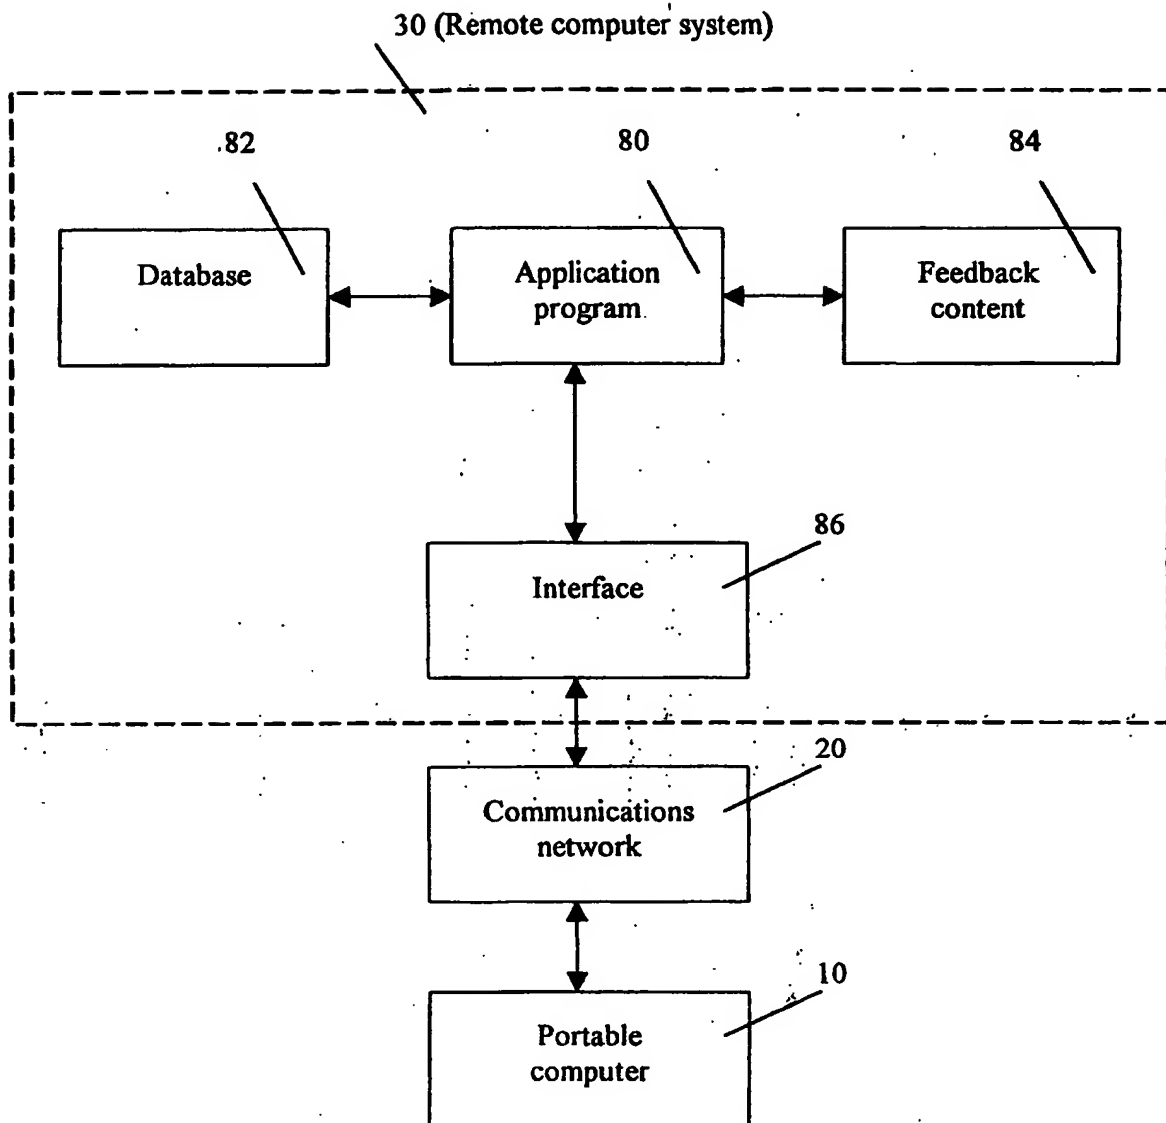 30 (Remote computer system)
82
80
84
Database
Application
program
Feedback
content
86
Interface
20
Communications
network
10
Portable
computer